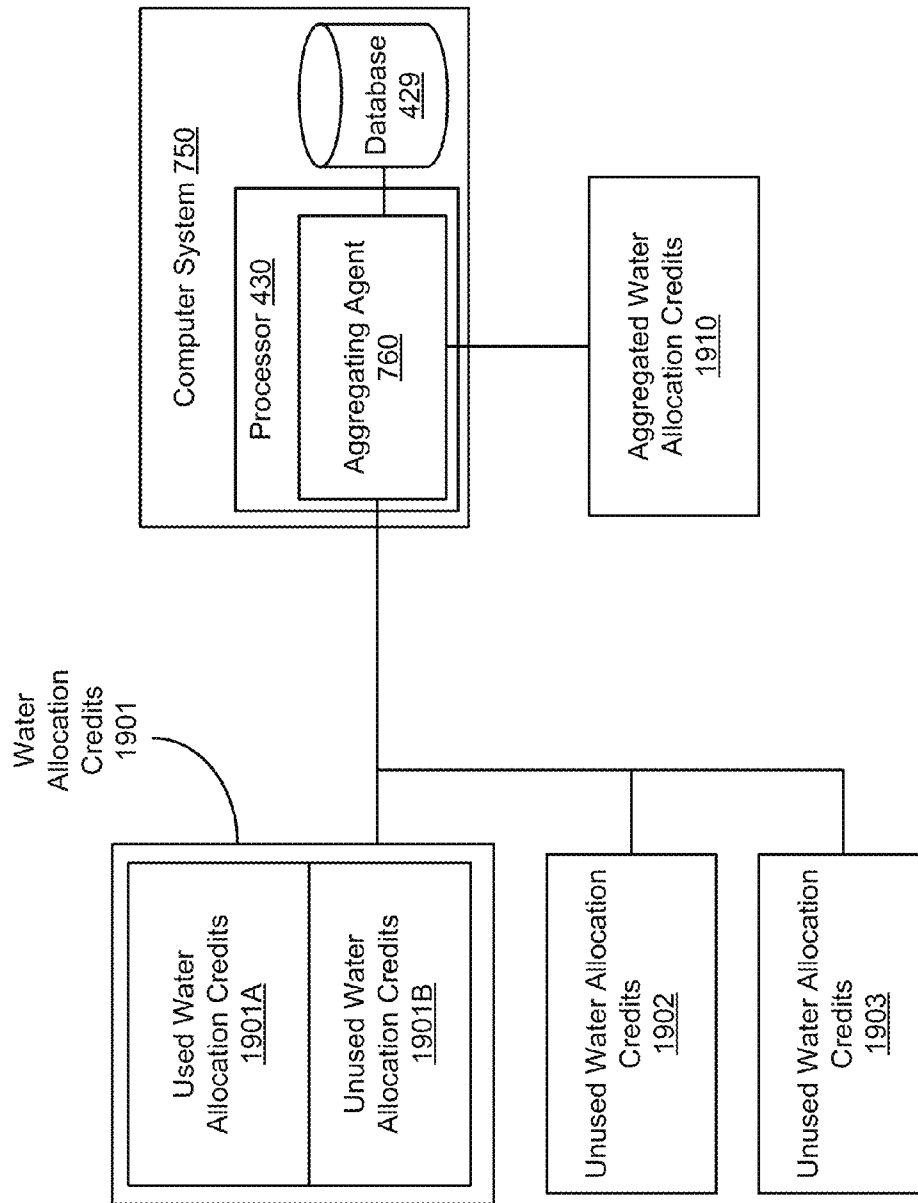 Water
Allocation
Credits
1901
Used Water
Allocation Credits
1901A
Unused Water
Allocation Credits
1901B
Unused Water Allocation
Credits
1902
Unused Water Allocation
Credits
1903
Computer System 750
Processor 430
Aggregating Agent
760
Database
429
Aggregated Water
Allocation Credits
1910